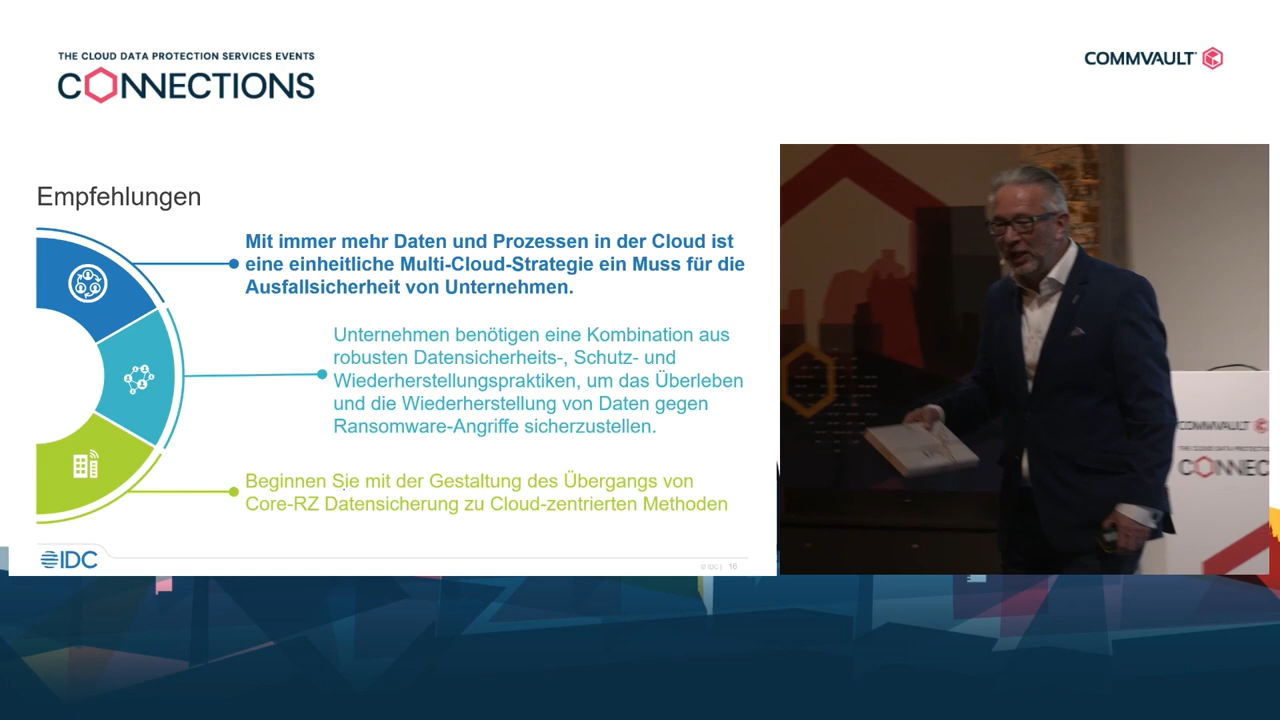 THE CLOUD DATA PROTECTION SERVICES EVENTS
CONNECTIONS
COMMVAULT
Empfehlungen
Mit immer mehr Daten und Prozessen in der Cloud ist
eine einheitliche Multi-Cloud-Strategie ein Muss für die
Ausfallsicherheit von Unternehmen.
Unternehmen benötigen eine Kombination aus
robusten Datensicherheits-, Schutz- und
Wiederherstellungspraktiken, um das Überleben
und die Wiederherstellung von Daten gegen
Ransomware-Angriffe sicherzustellen.
Beginnen Sie mit der Gestaltung des Übergangs von
Core-RZ Datensicherung zu Cloud-zentrierten Methoden
IDC
© IDC | 16
COMMVAULT
THE CLOUD DATA PROTECTION
CONNEC